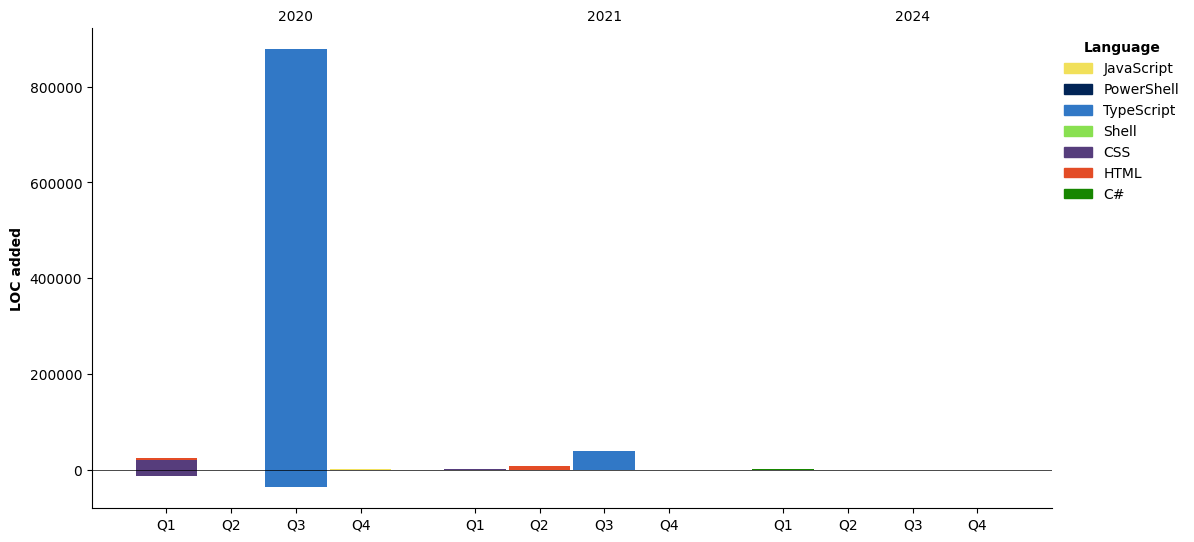 2020 2021 2024
Language
JavaScript
PowerShell
TypeScript
Shell
CSS
HTML
C#
LOC added
800000
600000
400000
200000
0
Q1 Q2 Q3 Q4 Q1 Q2 Q3 Q4 Q1 Q2 Q3 Q4